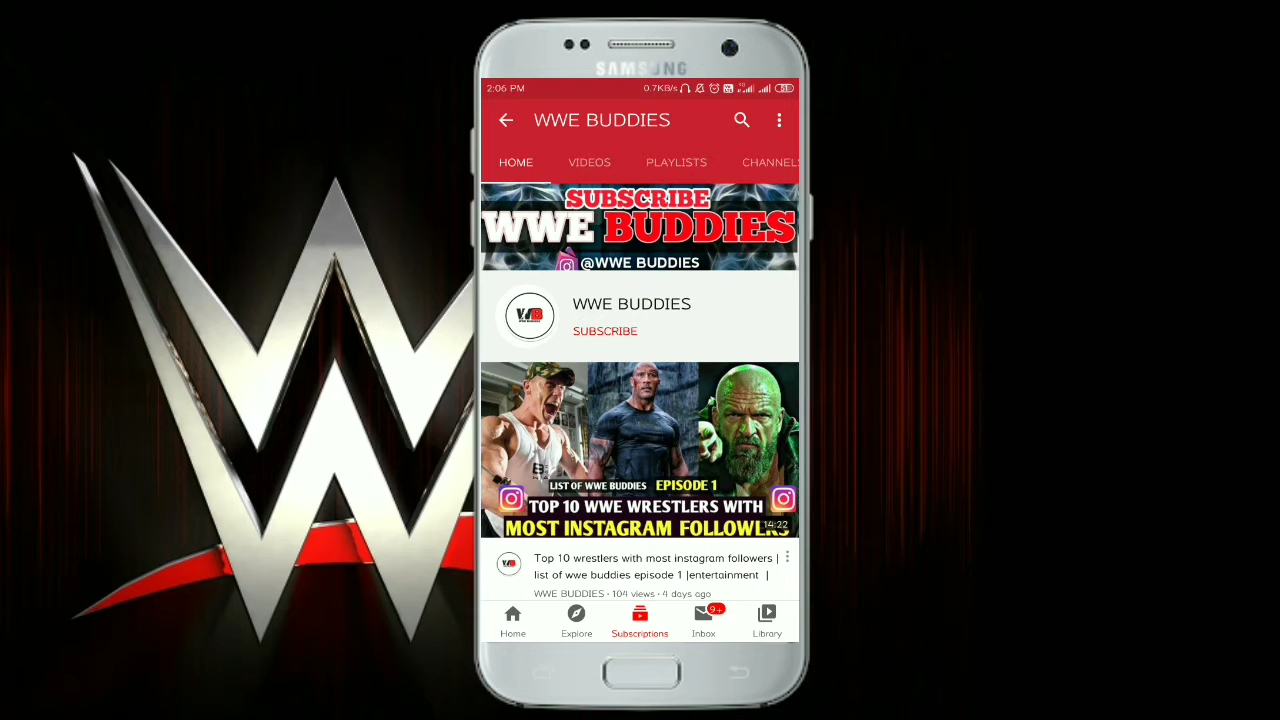 SAMSUNG
2:06 PM 0.7KB/s
WWE BUDDIES
HOME VIDEOS PLAYLISTS CHANNELS
SUBSCRIBE
WWE BUDDIES
@WWE BUDDIES
WB
WWE BUDDIES
SUBSCRIBE
LIST OF WWE BUDDIES EPISODE 1
TOP 10 WWE WRESTLERS WITH
MOST INSTAGRAM FOLLOWERS
14:22
Top 10 wrestlers with most instagram followers |
list of wwe buddies episode 1 |entertainment |
WWE BUDDIES · 104 views · 4 days ago
9+
Home Explore Subscriptions Inbox Library